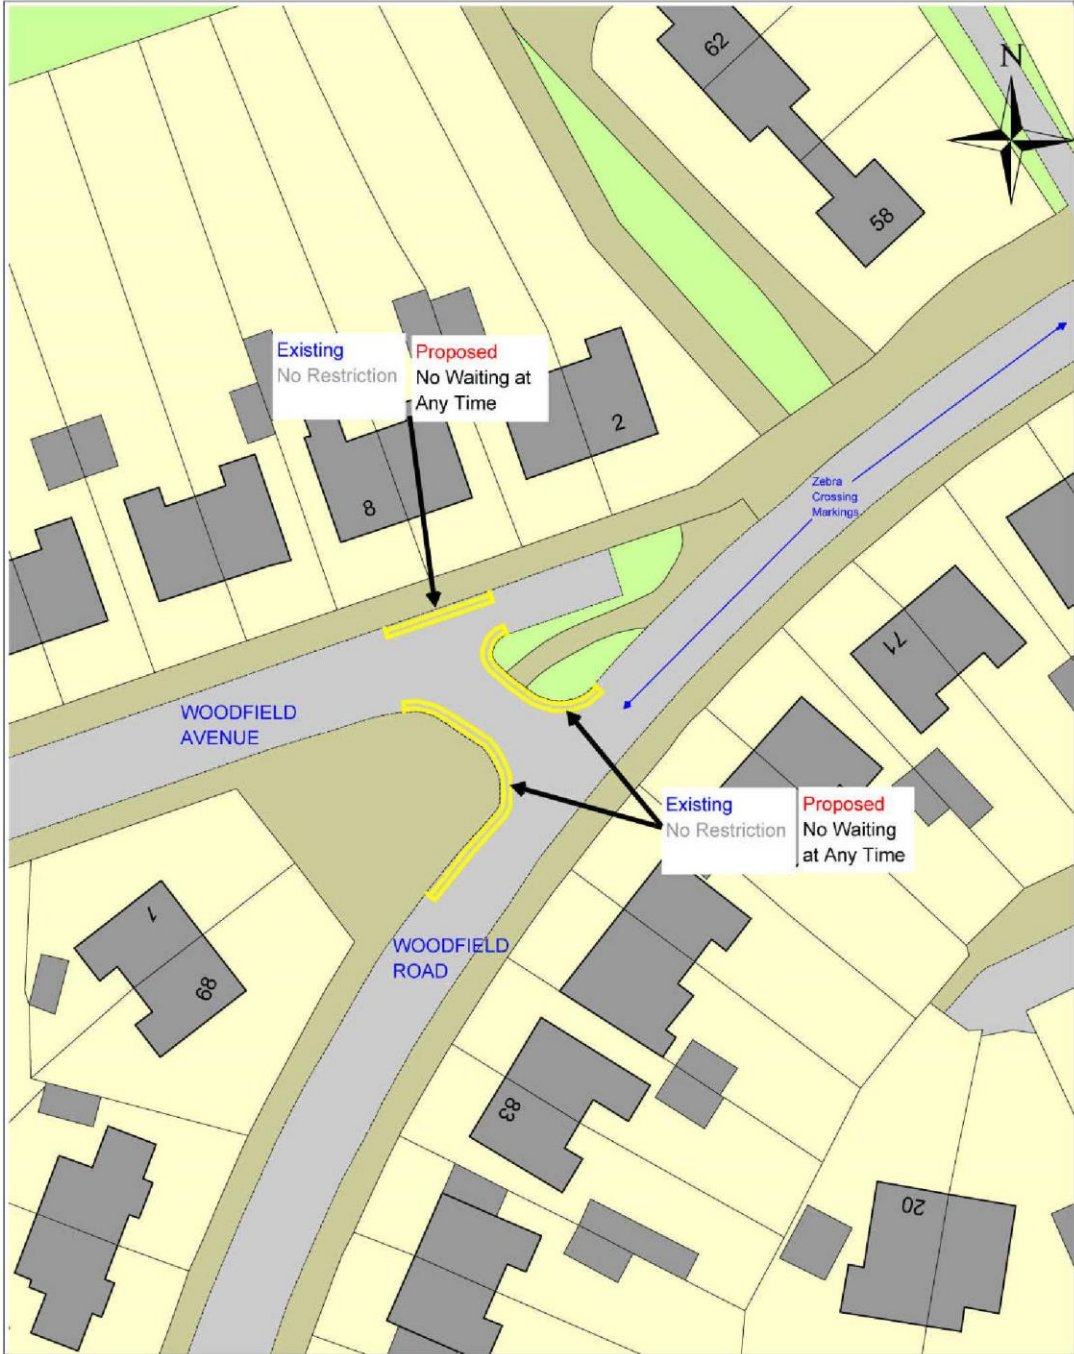 62
N
58
Existing
No Restriction
Proposed
No Waiting at
Any Time
2
8
Zebra
Crossing
Markings
71
WOODFIELD
AVENUE
Existing
No Restriction
Proposed
No Waiting
at Any Time
1
89
WOODFIELD
ROAD
83
20